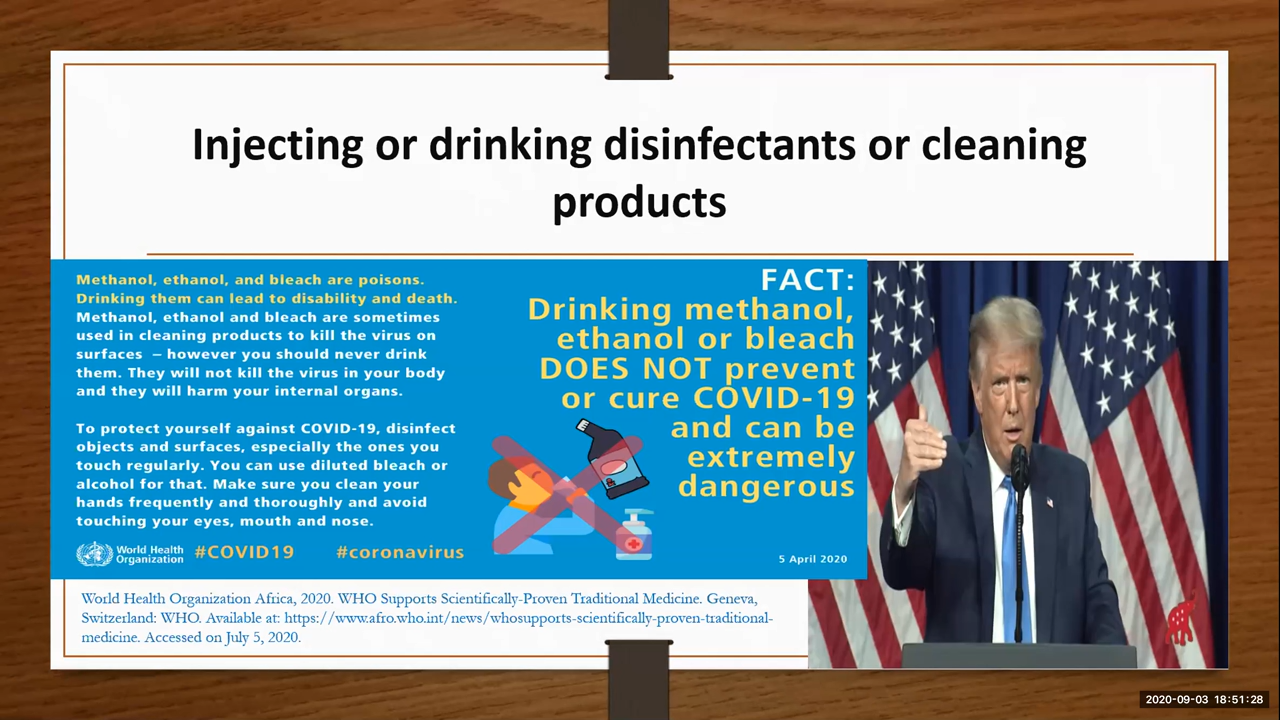 Injecting or drinking disinfectants or cleaning
products
Methanol, ethanol, and bleach are poisons.
Drinking them can lead to disability and death.
Methanol, ethanol and bleach are sometimes
used in cleaning products to kill the virus on
surfaces – however you should never drink
them. They will not kill the virus in your body
and they will harm your internal organs.
To protect yourself against COVID-19, disinfect
objects and surfaces, especially the ones you
touch regularly. You can use diluted bleach or
alcohol for that. Make sure you clean your
hands frequently and thoroughly and avoid
touching your eyes, mouth and nose.
World Health
Organization
#COVID19 #coronavirus
FACT:
Drinking methanol,
ethanol or bleach
DOES NOT prevent
or cure COVID-19
and can be
extremely
dangerous
5 April 2020
World Health Organization Africa, 2020. WHO Supports Scientifically-Proven Traditional Medicine. Geneva,
Switzerland: WHO. Available at: https://www.afro.who.int/news/whosupports-scientifically-proven-traditional-
medicine. Accessed on July 5, 2020.
2020-09-03 18:51:28